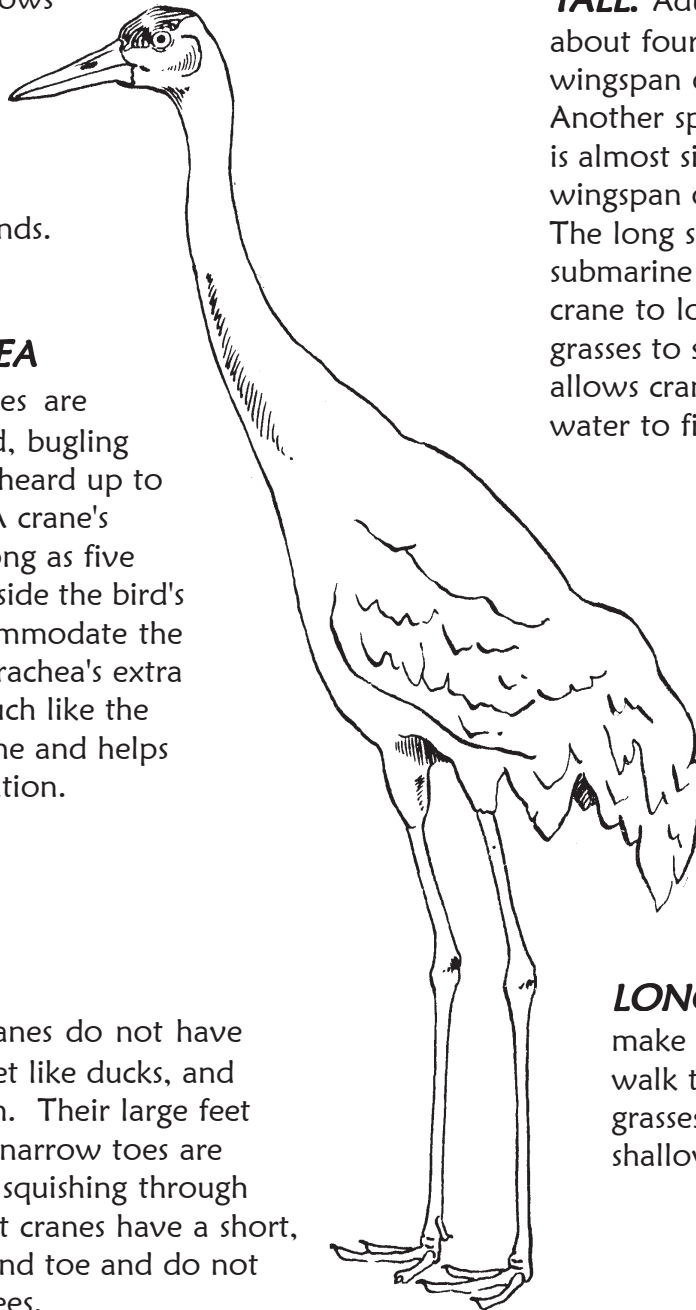 ows
nds.
EA
es are
d, bugling
heard up to
A crane's
ong as five
side the bird's
mmodate the
rachea's extra
uch like the
ne and helps
ation.
anes do not have
et like ducks, and
n. Their large feet
narrow toes are
squishing through
t cranes have a short,
nd toe and do not
ees.
TALL. Adu
about four
wingspan o
Another sp
is almost si
wingspan o
The long s
submarine
crane to lo
grasses to s
allows cran
water to fi
LONG
make
walk t
grasses
shallow